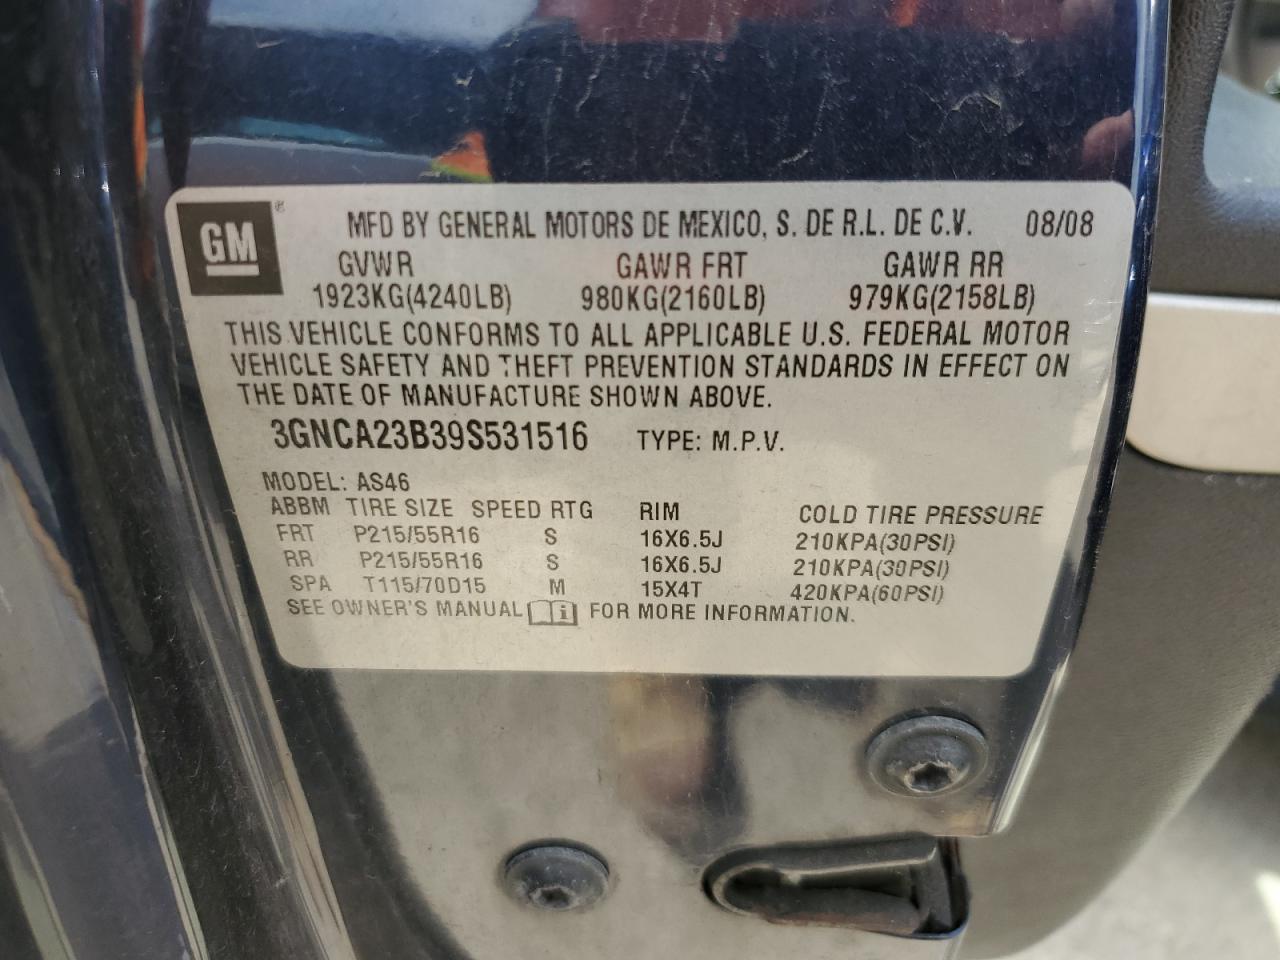 GM ® MFD BY GENERAL MOTORS DE MEXICO, S. DE R.L. DE C.V. 08/08
GVWR GAWR FRT GAWR RR
1923KG(4240LB) 980KG(2160LB) 979KG(2158LB)
THIS VEHICLE CONFORMS TO ALL APPLICABLE U.S. FEDERAL MOTOR
VEHICLE SAFETY AND THEFT PREVENTION STANDARDS IN EFFECT ON
THE DATE OF MANUFACTURE SHOWN ABOVE.
3GNCA23B39S531516 TYPE: M.P.V.
MODEL: AS46
ABBM TIRE SIZE SPEED RTG RIM COLD TIRE PRESSURE
FRT P215/55R16 S 16X6.5J 210KPA(30PSI)
RR P215/55R16 S 16X6.5J 210KPA(30PSI)
SPA T115/70D15 M 15X4T 420KPA(60PSI)
SEE OWNER'S MANUAL i FOR MORE INFORMATION.